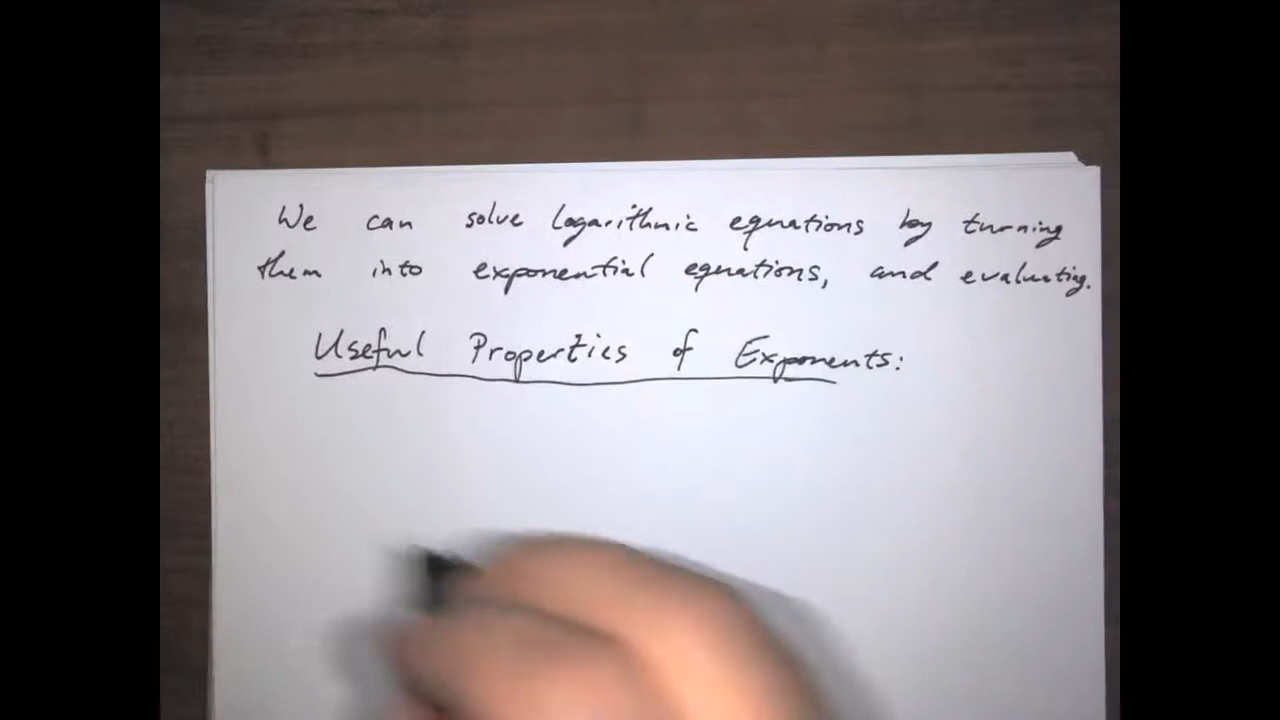 We can solve logarithmic equations by turning
them into exponential equations, and evaluating.
Useful Properties of Exponents: